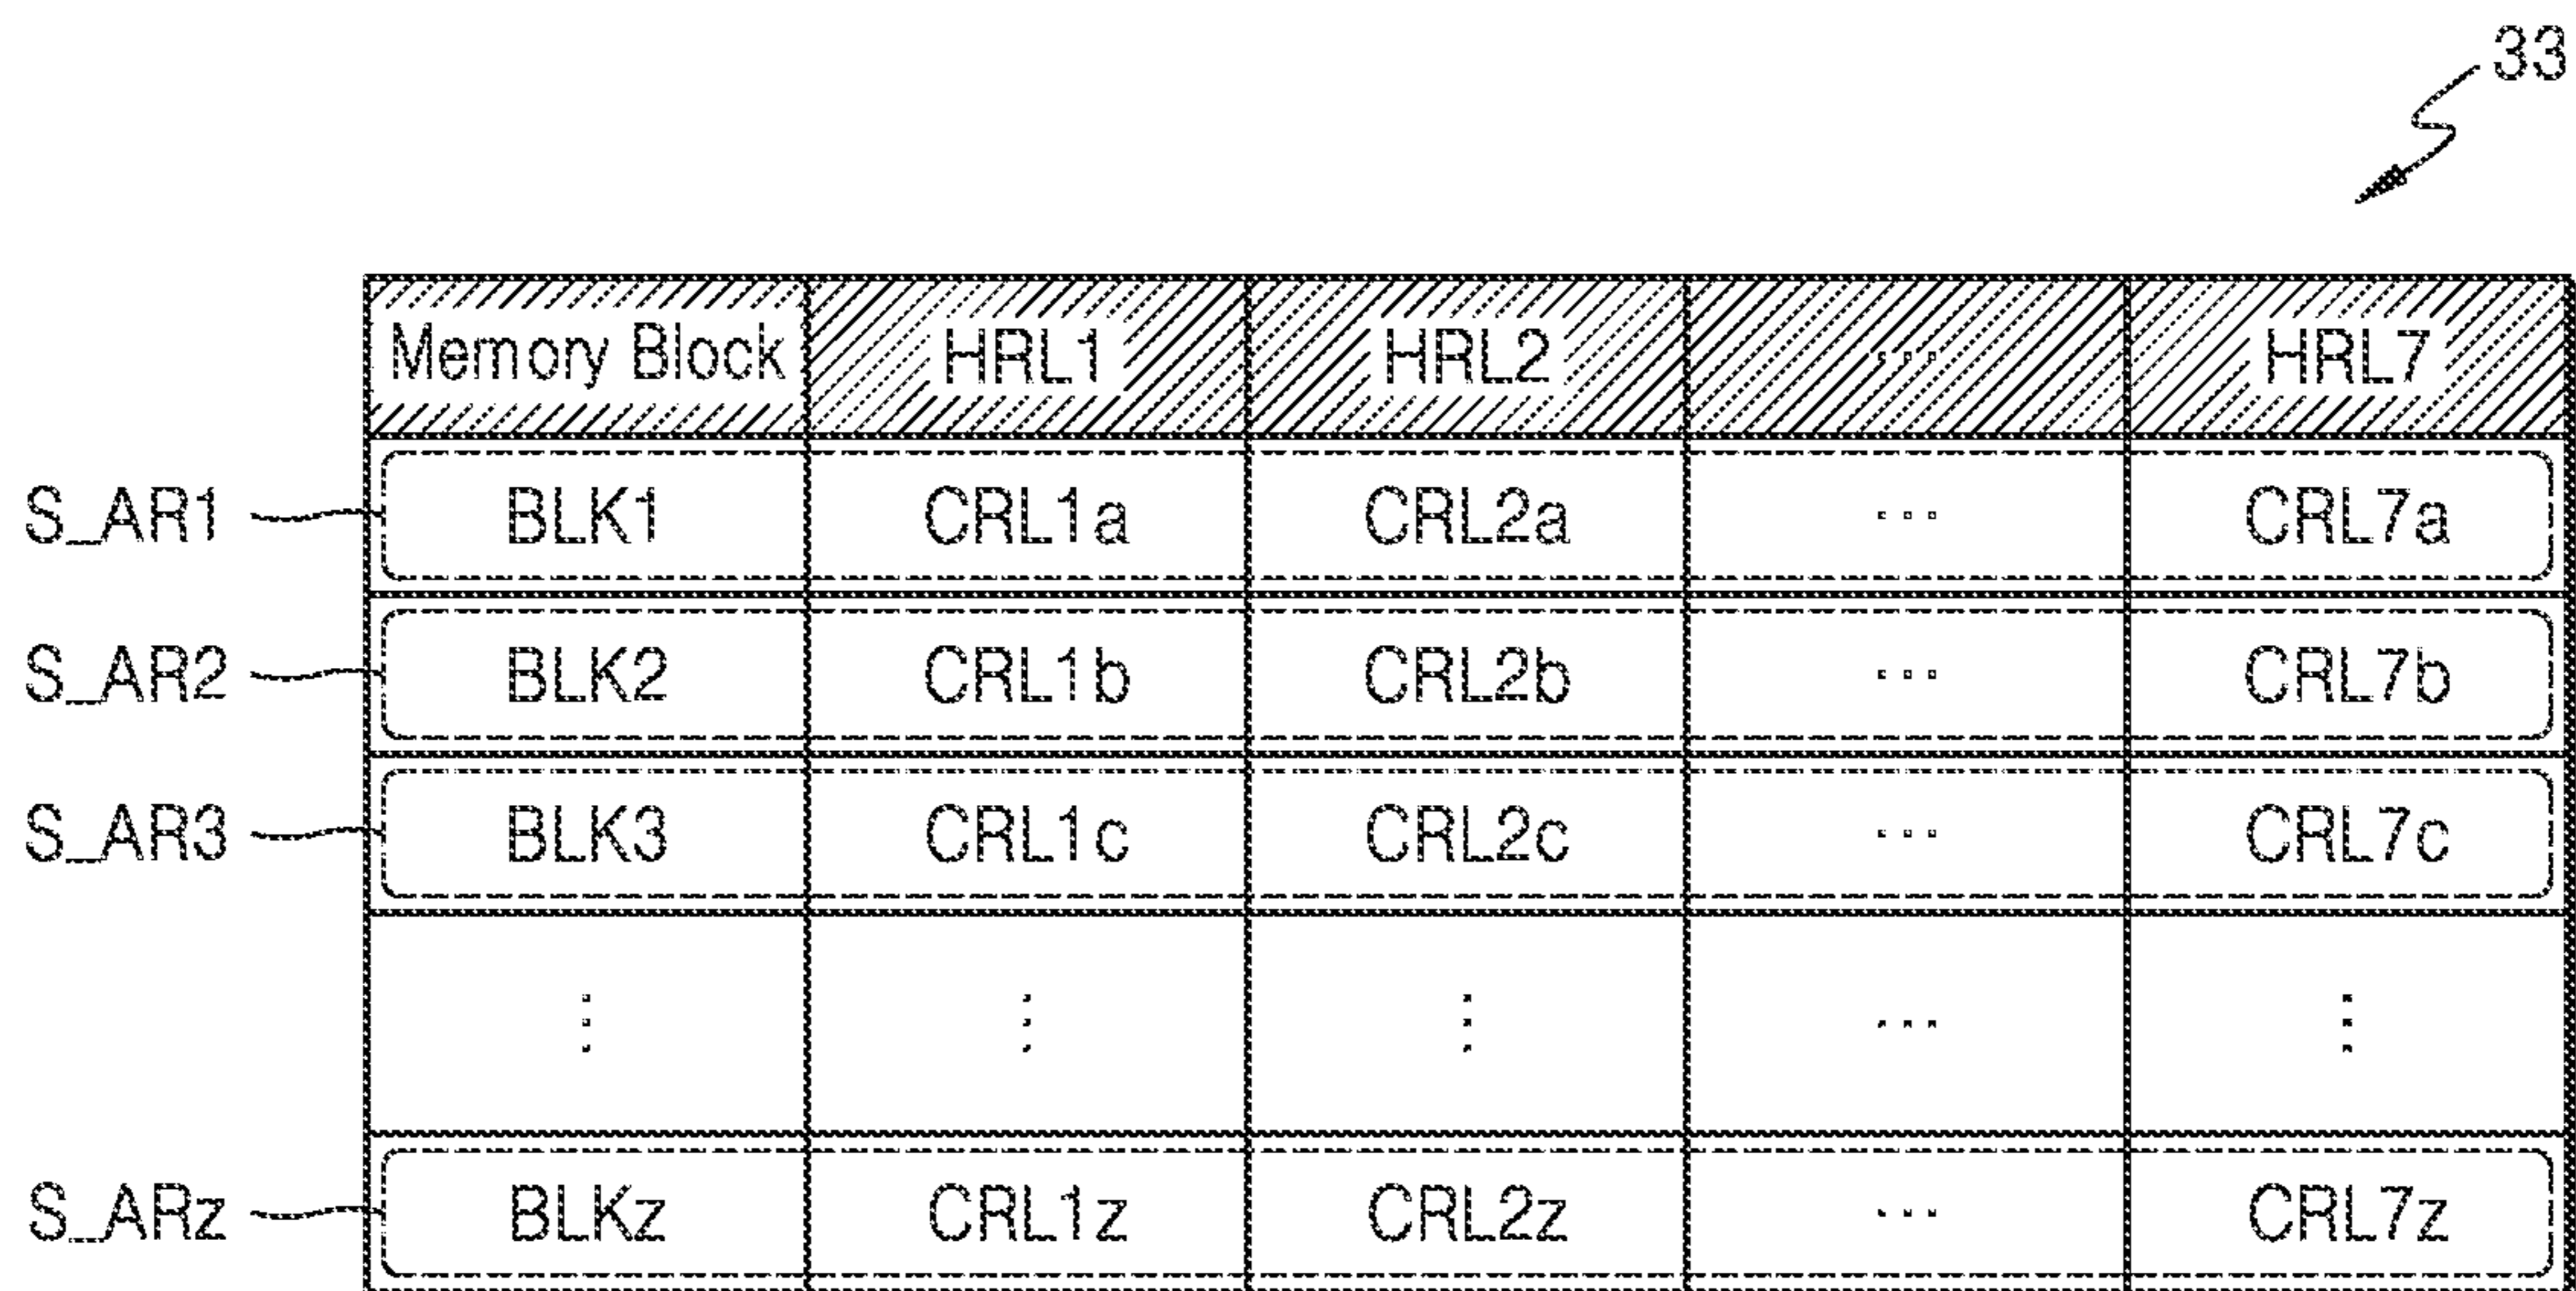 33
Memory Block HRL1 HRL2 ... HRL7
S_AR1 BLK1 CRL1a CRL2a ... CRL7a
S_AR2 BLK2 CRL1b CRL2b ... CRL7b
S_AR3 BLK3 CRL1c CRL2c ... CRL7c
⋮ ⋮ ⋮ ... ⋮
S_ARz BLKz CRL1z CRL2z ... CRL7z